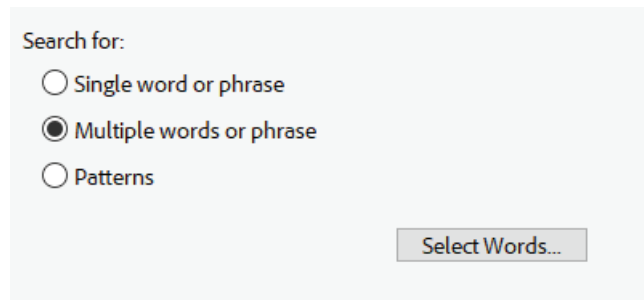 Search for:
Single word or phrase
Multiple words or phrase
Patterns
Select Words...